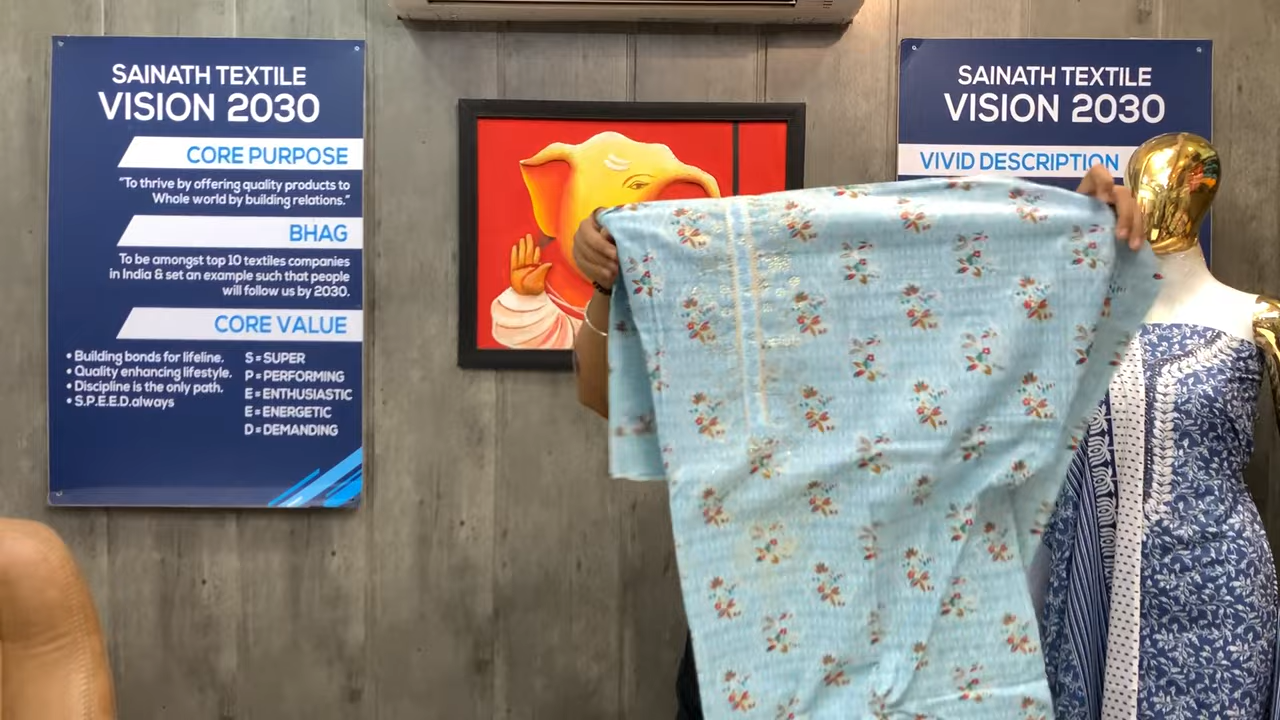 SAINATH TEXTILE
VISION 2030
CORE PURPOSE
"To thrive by offering quality products to
Whole world by building relations."
BHAG
To be amongst top 10 textiles companies
in India & set an example such that people
will follow us by 2030.
CORE VALUE
• Building bonds for lifeline.
• Quality enhancing lifestyle.
• Discipline is the only path.
• S.P.E.E.D.always
S = SUPER
P = PERFORMING
E = ENTHUSIASTIC
E = ENERGETIC
D = DEMANDING
SAINATH TEXTILE
VISION 2030
VIVID DESCRIPTION